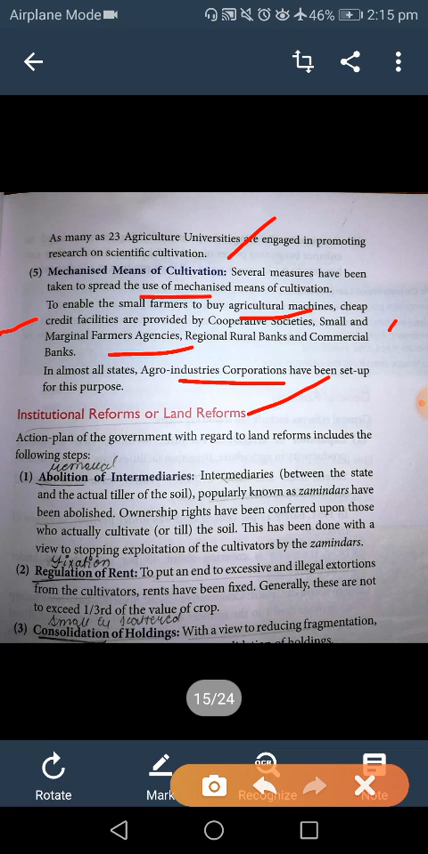 Airplane Mode 46% 2:15 pm
As many as 23 Agriculture Universities are engaged in promoting
research on scientific cultivation.
(5) Mechanised Means of Cultivation: Several measures have been
taken to spread the use of mechanised means of cultivation.
To enable the small farmers to buy agricultural machines, cheap
credit facilities are provided by Cooperative Societies, Small and
Marginal Farmers Agencies, Regional Rural Banks and Commercial
Banks.
In almost all states, Agro-industries Corporations have been set-up
for this purpose.
Institutional Reforms or Land Reforms
Action-plan of the government with regard to land reforms includes the
following steps:
removal
(1) Abolition of Intermediaries: Intermediaries (between the state
and the actual tiller of the soil), popularly known as zamindars have
been abolished. Ownership rights have been conferred upon those
who actually cultivate (or till) the soil. This has been done with a
view to stopping exploitation of the cultivators by the zamindars.
Fixation
(2) Regulation of Rent: To put an end to excessive and illegal extortions
from the cultivators, rents have been fixed. Generally, these are not
to exceed 1/3rd of the value of crop.
Small scattered
(3) Consolidation of Holdings: With a view to reducing fragmentation,
of holdings.
15/24
OCR
Rotate Mark Recognize Note